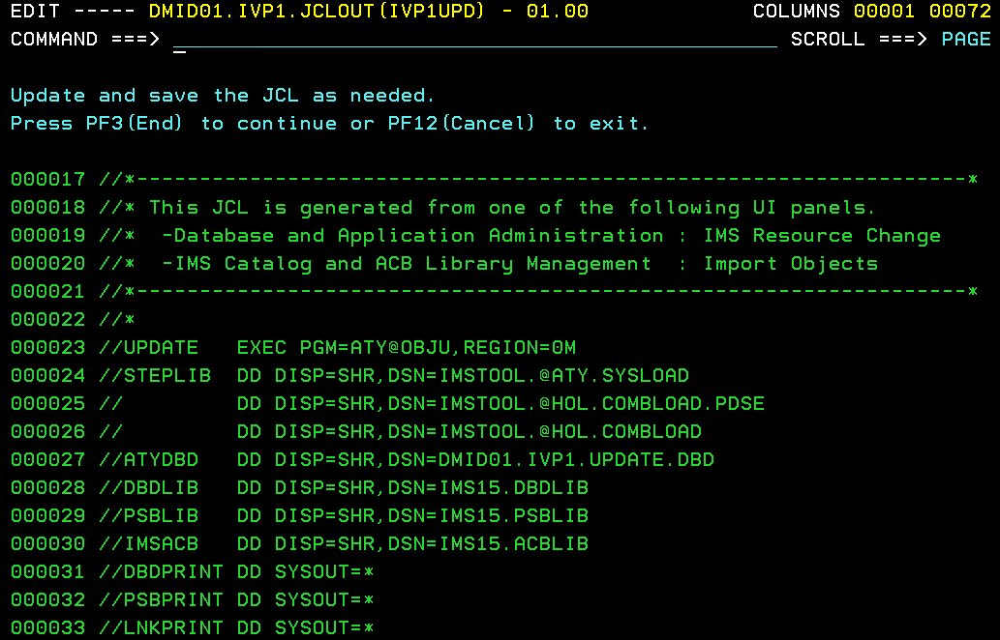 EDIT ----- DMID01.IVP1.JCLOUT(IVP1UPD) - 01.00             COLUMNS 00001 00072
COMMAND ===>                                                  SCROLL ===> PAGE
Update and save the JCL as needed.
Press PF3(End) to continue or PF12(Cancel) to exit.
000017 //*------------------------------------------------------------------*
000018 //* This JCL is generated from one of the following UI panels.
000019 //*  -Database and Application Administration : IMS Resource Change
000020 //*  -IMS Catalog and ACB Library Management  : Import Objects
000021 //*------------------------------------------------------------------*
000022 //*
000023 //UPDATE   EXEC PGM=ATY@OBJU,REGION=0M
000024 //STEPLIB  DD DISP=SHR,DSN=IMSTOOL.@ATY.SYSLOAD
000025 //         DD DISP=SHR,DSN=IMSTOOL.@HOL.COMBLOAD.PDSE
000026 //         DD DISP=SHR,DSN=IMSTOOL.@HOL.COMBLOAD
000027 //ATYDBD   DD DISP=SHR,DSN=DMID01.IVP1.UPDATE.DBD
000028 //DBDLIB   DD DISP=SHR,DSN=IMS15.DBDLIB
000029 //PSBLIB   DD DISP=SHR,DSN=IMS15.PSBLIB
000030 //IMSACB   DD DISP=SHR,DSN=IMS15.ACBLIB
000031 //DBDPRINT DD SYSOUT=*
000032 //PSBPRINT DD SYSOUT=*
000033 //LNKPRINT DD SYSOUT=*